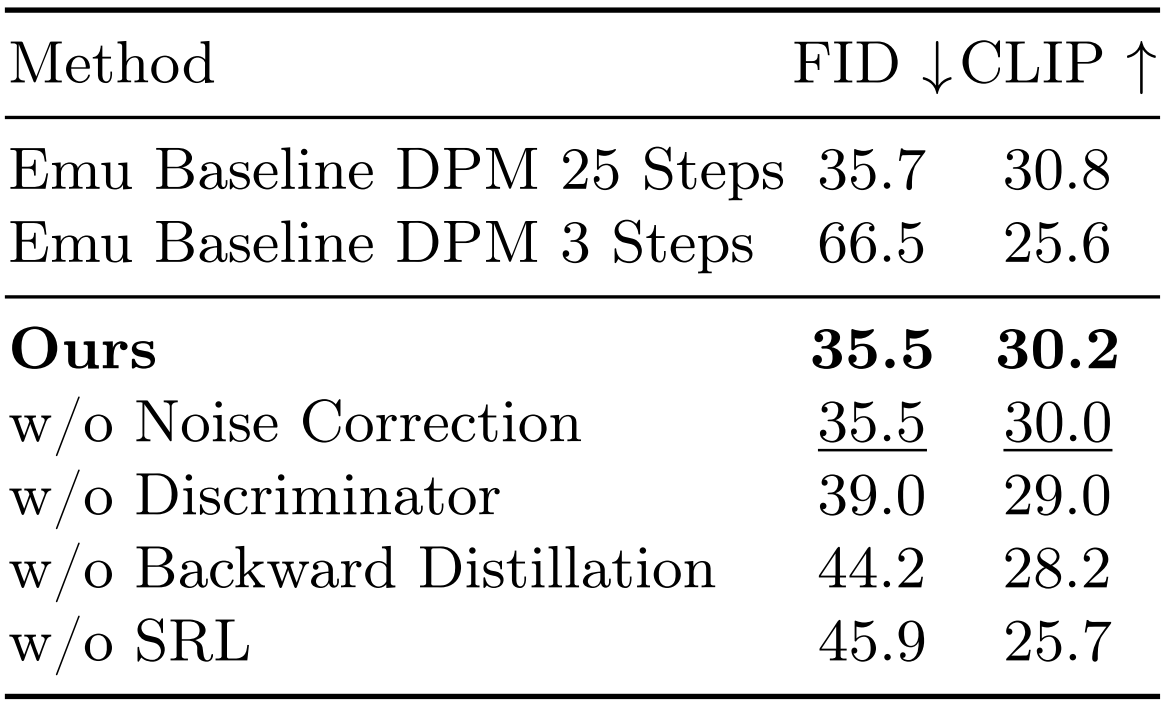 Method FID ↓ CLIP ↑
Emu Baseline DPM 25 Steps 35.7 30.8
Emu Baseline DPM 3 Steps 66.5 25.6
Ours 35.5 30.2
w/o Noise Correction 35.5 30.0
w/o Discriminator 39.0 29.0
w/o Backward Distillation 44.2 28.2
w/o SRL 45.9 25.7